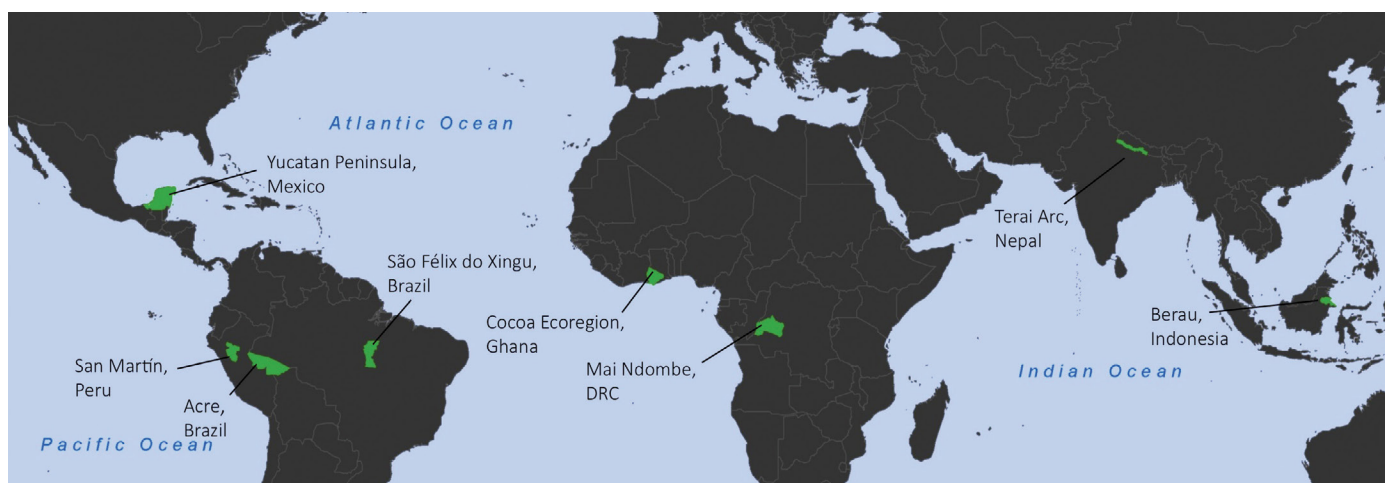 Atlantic Ocean
Yucatan Peninsula,
Mexico
São Félix do Xingu,
Brazil
Terai Arc,
Nepal
Cocoa Ecoregion,
Ghana
Berau,
Indonesia
San Martín,
Peru
Mai Ndombe,
DRC
Indian Ocean
Acre,
Brazil
Pacific Ocean